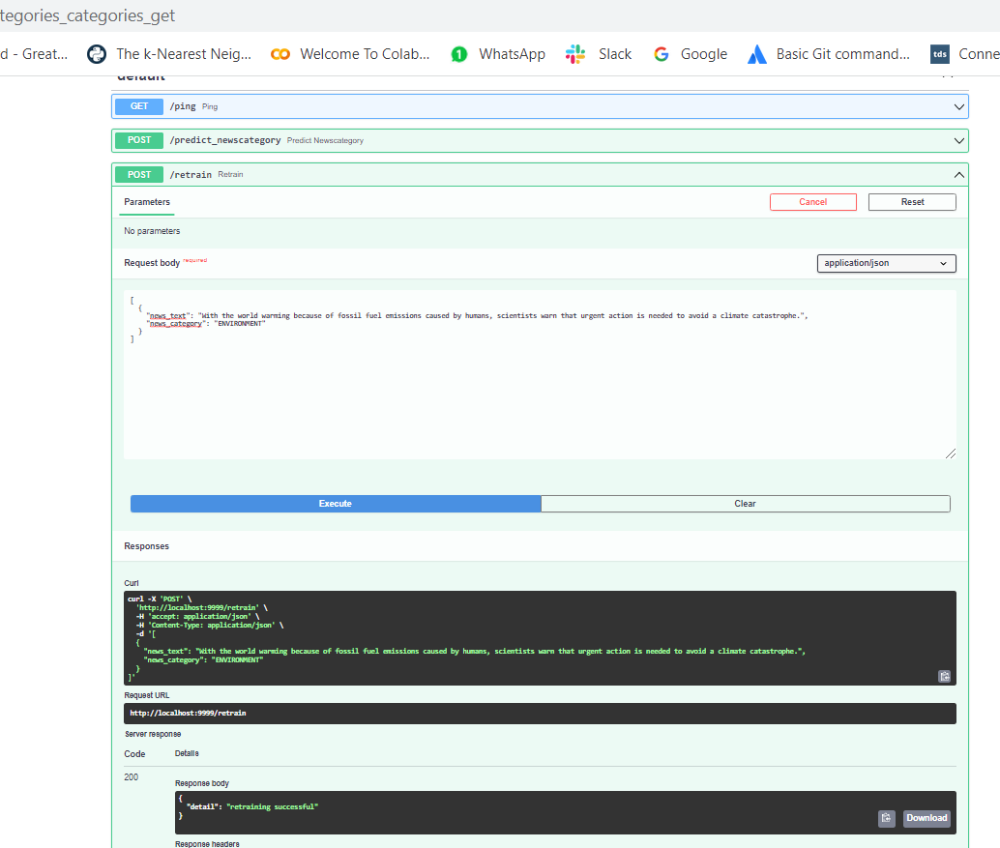 tegories_categories_get
d - Great... The k-Nearest Neig... Welcome To Colab... 1 WhatsApp Slack Google Basic Git command... tds Conne
default
GET /ping Ping
POST /predict_newscategory Predict Newscategory
POST /retrain Retrain
Parameters Cancel Reset
No parameters
Request body required application/json
[
{
"news_text": "With the world warming because of fossil fuel emissions caused by humans, scientists warn that urgent action is needed to avoid a climate catastrophe.",
"news_category": "ENVIRONMENT"
}
]
Execute Clear
Responses
Curl
curl -X 'POST' \
'http://localhost:9999/retrain' \
-H 'accept: application/json' \
-H 'Content-Type: application/json' \
-d '[
{
"news_text": "With the world warming because of fossil fuel emissions caused by humans, scientists warn that urgent action is needed to avoid a climate catastrophe.",
"news_category": "ENVIRONMENT"
}
]'
Request URL
http://localhost:9999/retrain
Server response
Code Details
200
Response body
{
"detail": "retraining successful"
}
Download
Response headers